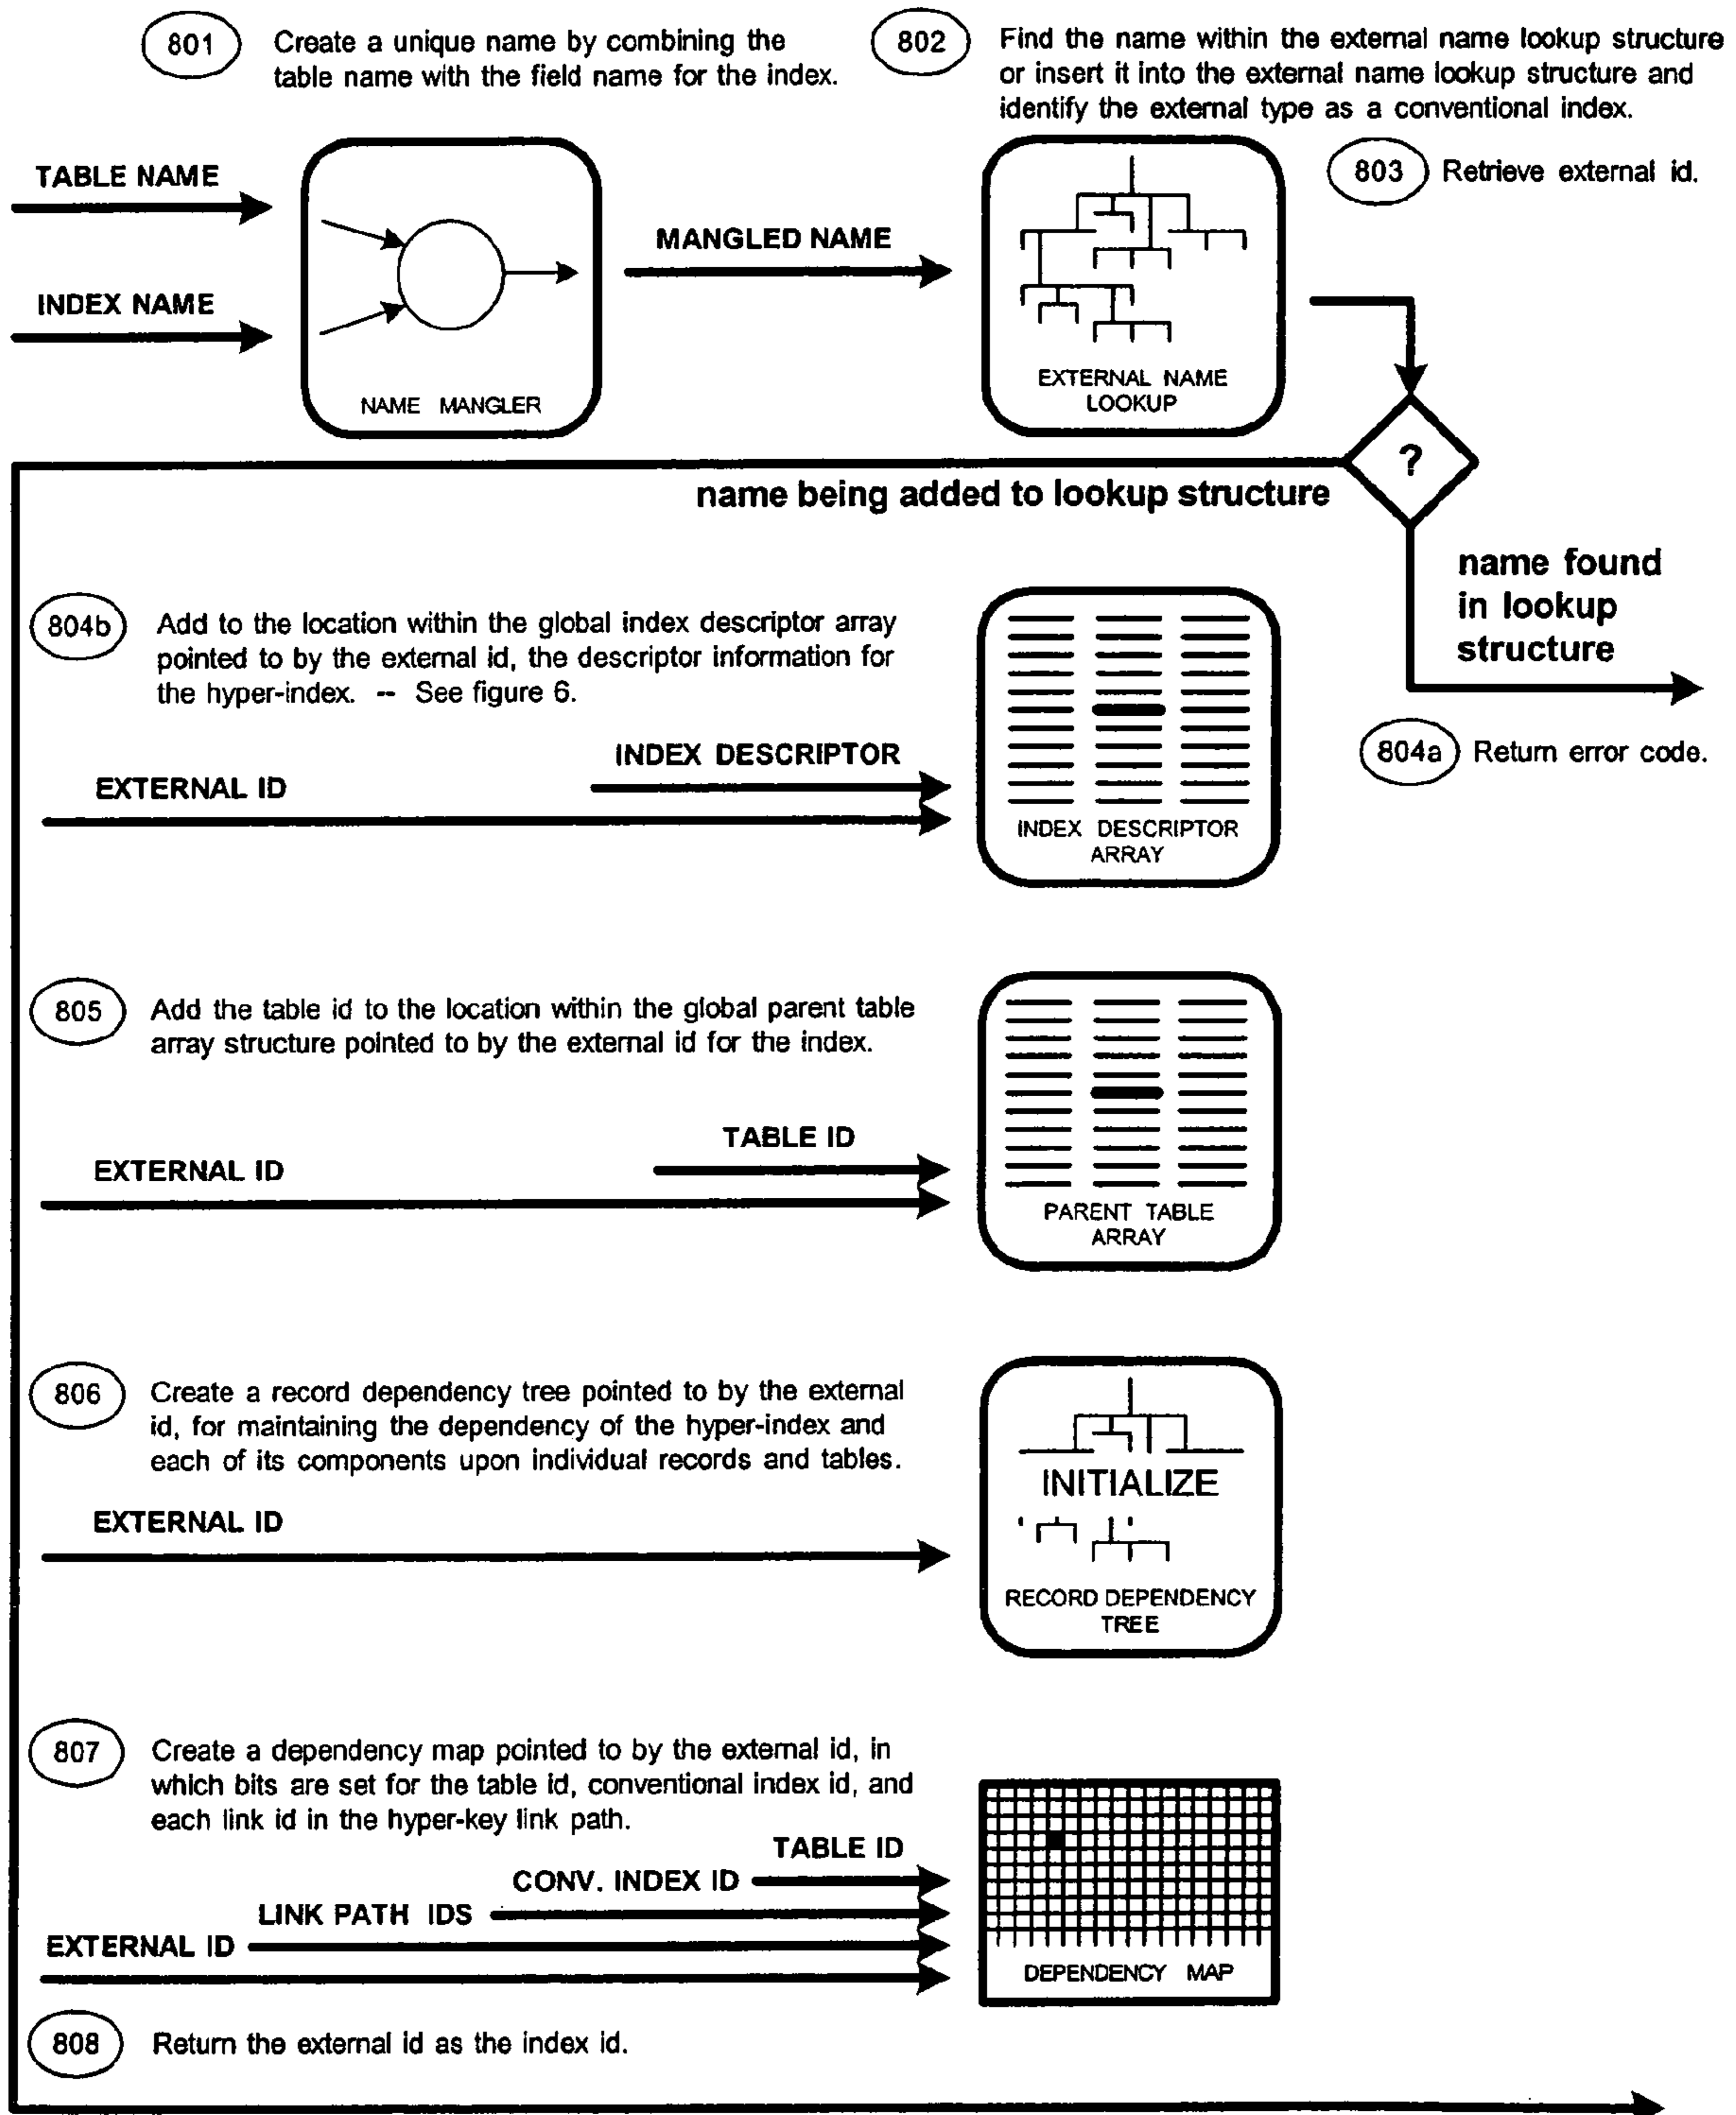 801
Create a unique name by combining the
table name with the field name for the index.
802
Find the name within the external name lookup structure
or insert it into the external name lookup structure and
identify the external type as a conventional index.
803
Retrieve external id.
TABLE NAME
INDEX NAME
NAME MANGLER
MANGLED NAME
EXTERNAL NAME
LOOKUP
?
name being added to lookup structure
name found
in lookup
structure
804a
Return error code.
804b
Add to the location within the global index descriptor array
pointed to by the external id, the descriptor information for
the hyper-index. -- See figure 6.
INDEX DESCRIPTOR
EXTERNAL ID
INDEX DESCRIPTOR
ARRAY
805
Add the table id to the location within the global parent table
array structure pointed to by the external id for the index.
TABLE ID
EXTERNAL ID
PARENT TABLE
ARRAY
806
Create a record dependency tree pointed to by the external
id, for maintaining the dependency of the hyper-index and
each of its components upon individual records and tables.
EXTERNAL ID
INITIALIZE
RECORD DEPENDENCY
TREE
807
Create a dependency map pointed to by the external id, in
which bits are set for the table id, conventional index id, and
each link id in the hyper-key link path.
TABLE ID
CONV. INDEX ID
LINK PATH IDS
EXTERNAL ID
DEPENDENCY MAP
808
Return the external id as the index id.